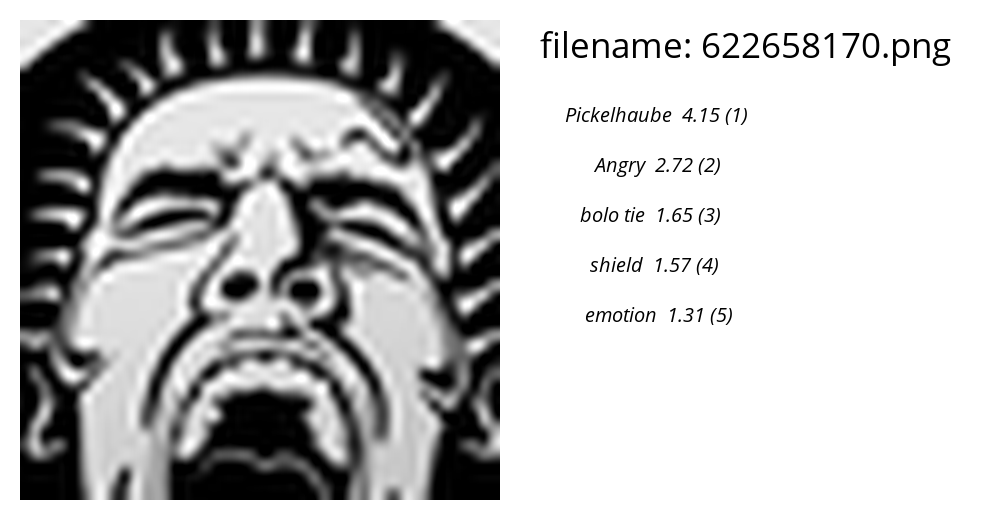 filename: 622658170.png
Pickelhaube 4.15 (1)
Angry 2.72 (2)
bolo tie 1.65 (3)
shield 1.57 (4)
emotion 1.31 (5)